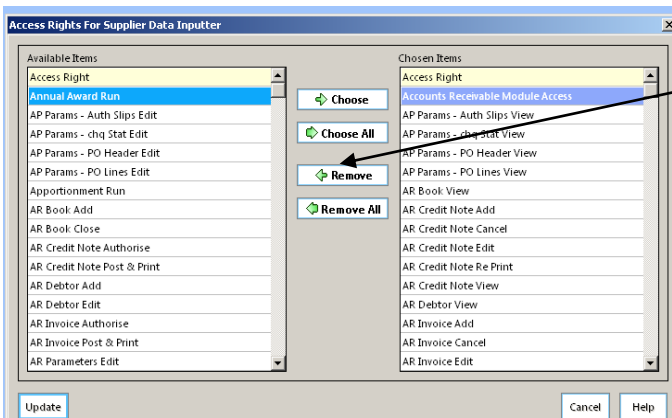 Access Rights For Supplier Data Inputter
Available Items
Access Right
Annual Award Run
AP Params - Auth Slips Edit
AP Params - chq Stat Edit
AP Params - PO Header Edit
AP Params - PO Lines Edit
Apportionment Run
AR Book Add
AR Book Close
AR Credit Note Authorise
AR Credit Note Post & Print
AR Debtor Add
AR Debtor Edit
AR Invoice Authorise
AR Invoice Post & Print
AR Parameters Edit
Choose
Choose All
Remove
Remove All
Chosen Items
Access Right
Accounts Receivable Module Access
AP Params - Auth Slips View
AP Params - chq Stat View
AP Params - PO Header View
AP Params - PO Lines View
AR Book View
AR Credit Note Add
AR Credit Note Cancel
AR Credit Note Edit
AR Credit Note Re Print
AR Credit Note View
AR Debtor View
AR Invoice Add
AR Invoice Cancel
AR Invoice Edit
Update
Cancel
Help